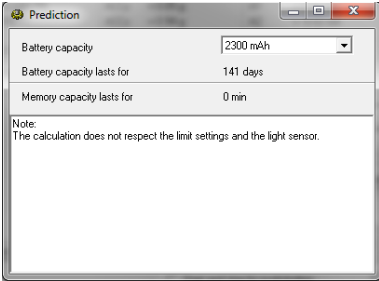 Prediction
Battery capacity 2300 mAh
Battery capacity lasts for 141 days
Memory capacity lasts for 0 min
Note:
The calculation does not respect the limit settings and the light sensor.